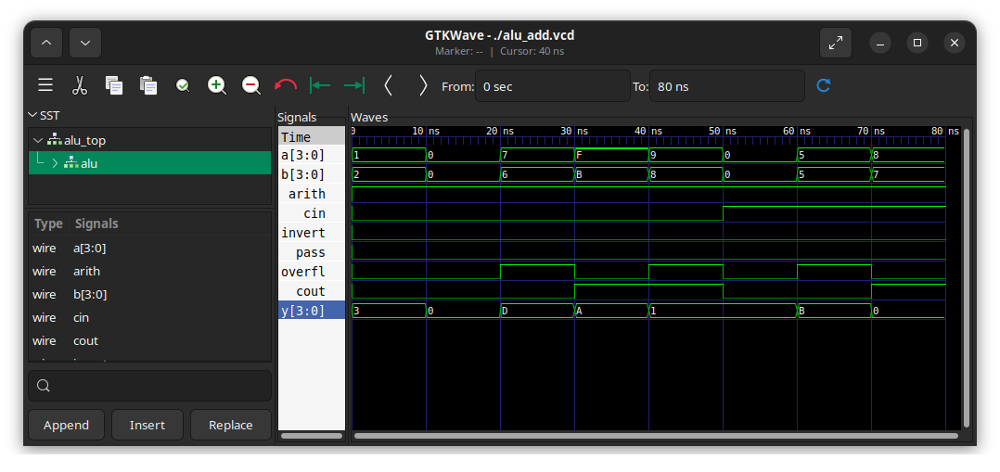 GTKWave - ./alu_add.vcd
Marker: -- | Cursor: 40 ns
From: 0 sec To: 80 ns
SST
alu_top
alu
Type Signals
wire a[3:0]
wire arith
wire b[3:0]
wire cin
wire cout
Append Insert Replace
Signals
Time
a[3:0]
b[3:0]
arith
cin
invert
pass
overfl
cout
y[3:0]
Waves
0 10 ns 20 ns 30 ns 40 ns 50 ns 60 ns 70 ns 80 ns
1 0 7 F 9 0 5 8
2 0 6 B 8 0 5 7
3 0 D A 1 B 0